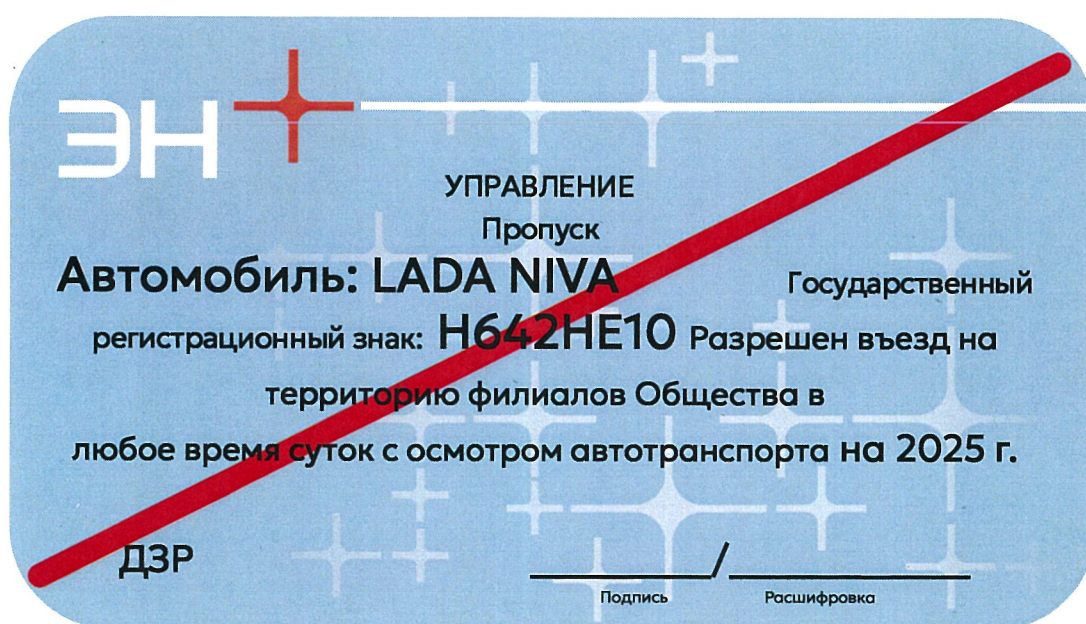 ЭН+
УПРАВЛЕНИЕ
Пропуск
Автомобиль: LADA NIVA Государственный
регистрационный знак: Н642НЕ10 Разрешен въезд на
территорию филиалов Общества в
любое время суток с осмотром автотранспорта на 2025 г.
ДЗР /
Подпись Расшифровка